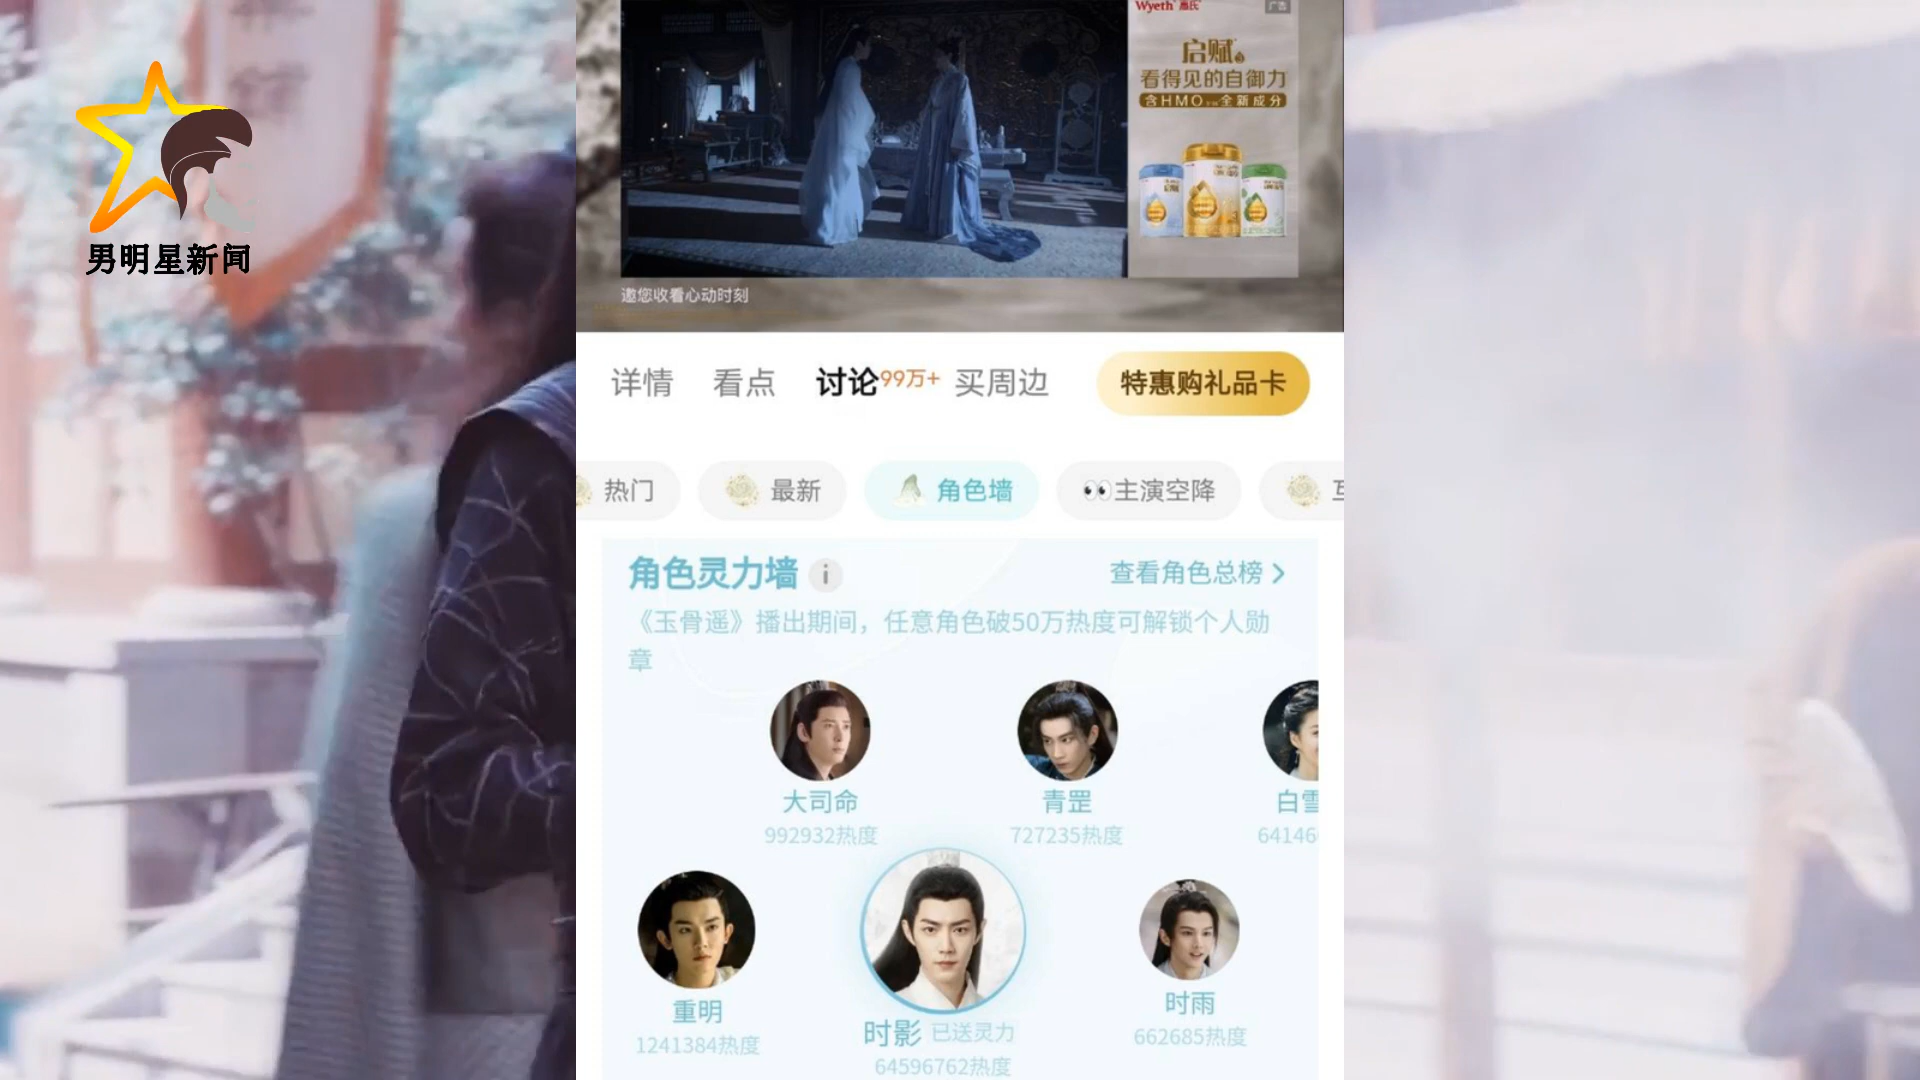 男明星新闻
Wyeth 惠氏
广告
启赋
看得见的自御力
含HMO 全新成分
邀您收看心动时刻
详情 看点 讨论 99万+ 买周边 特惠购礼品卡
热门 最新 角色墙 主演空降
角色灵力墙 i 查看角色总榜 >
《玉骨遥》播出期间，任意角色破50万热度可解锁个人勋
章
大司命 青罡 白雪
992932热度 727235热度 64146
重明 时影 已送灵力 时雨
1241384热度 64596762热度 662685热度